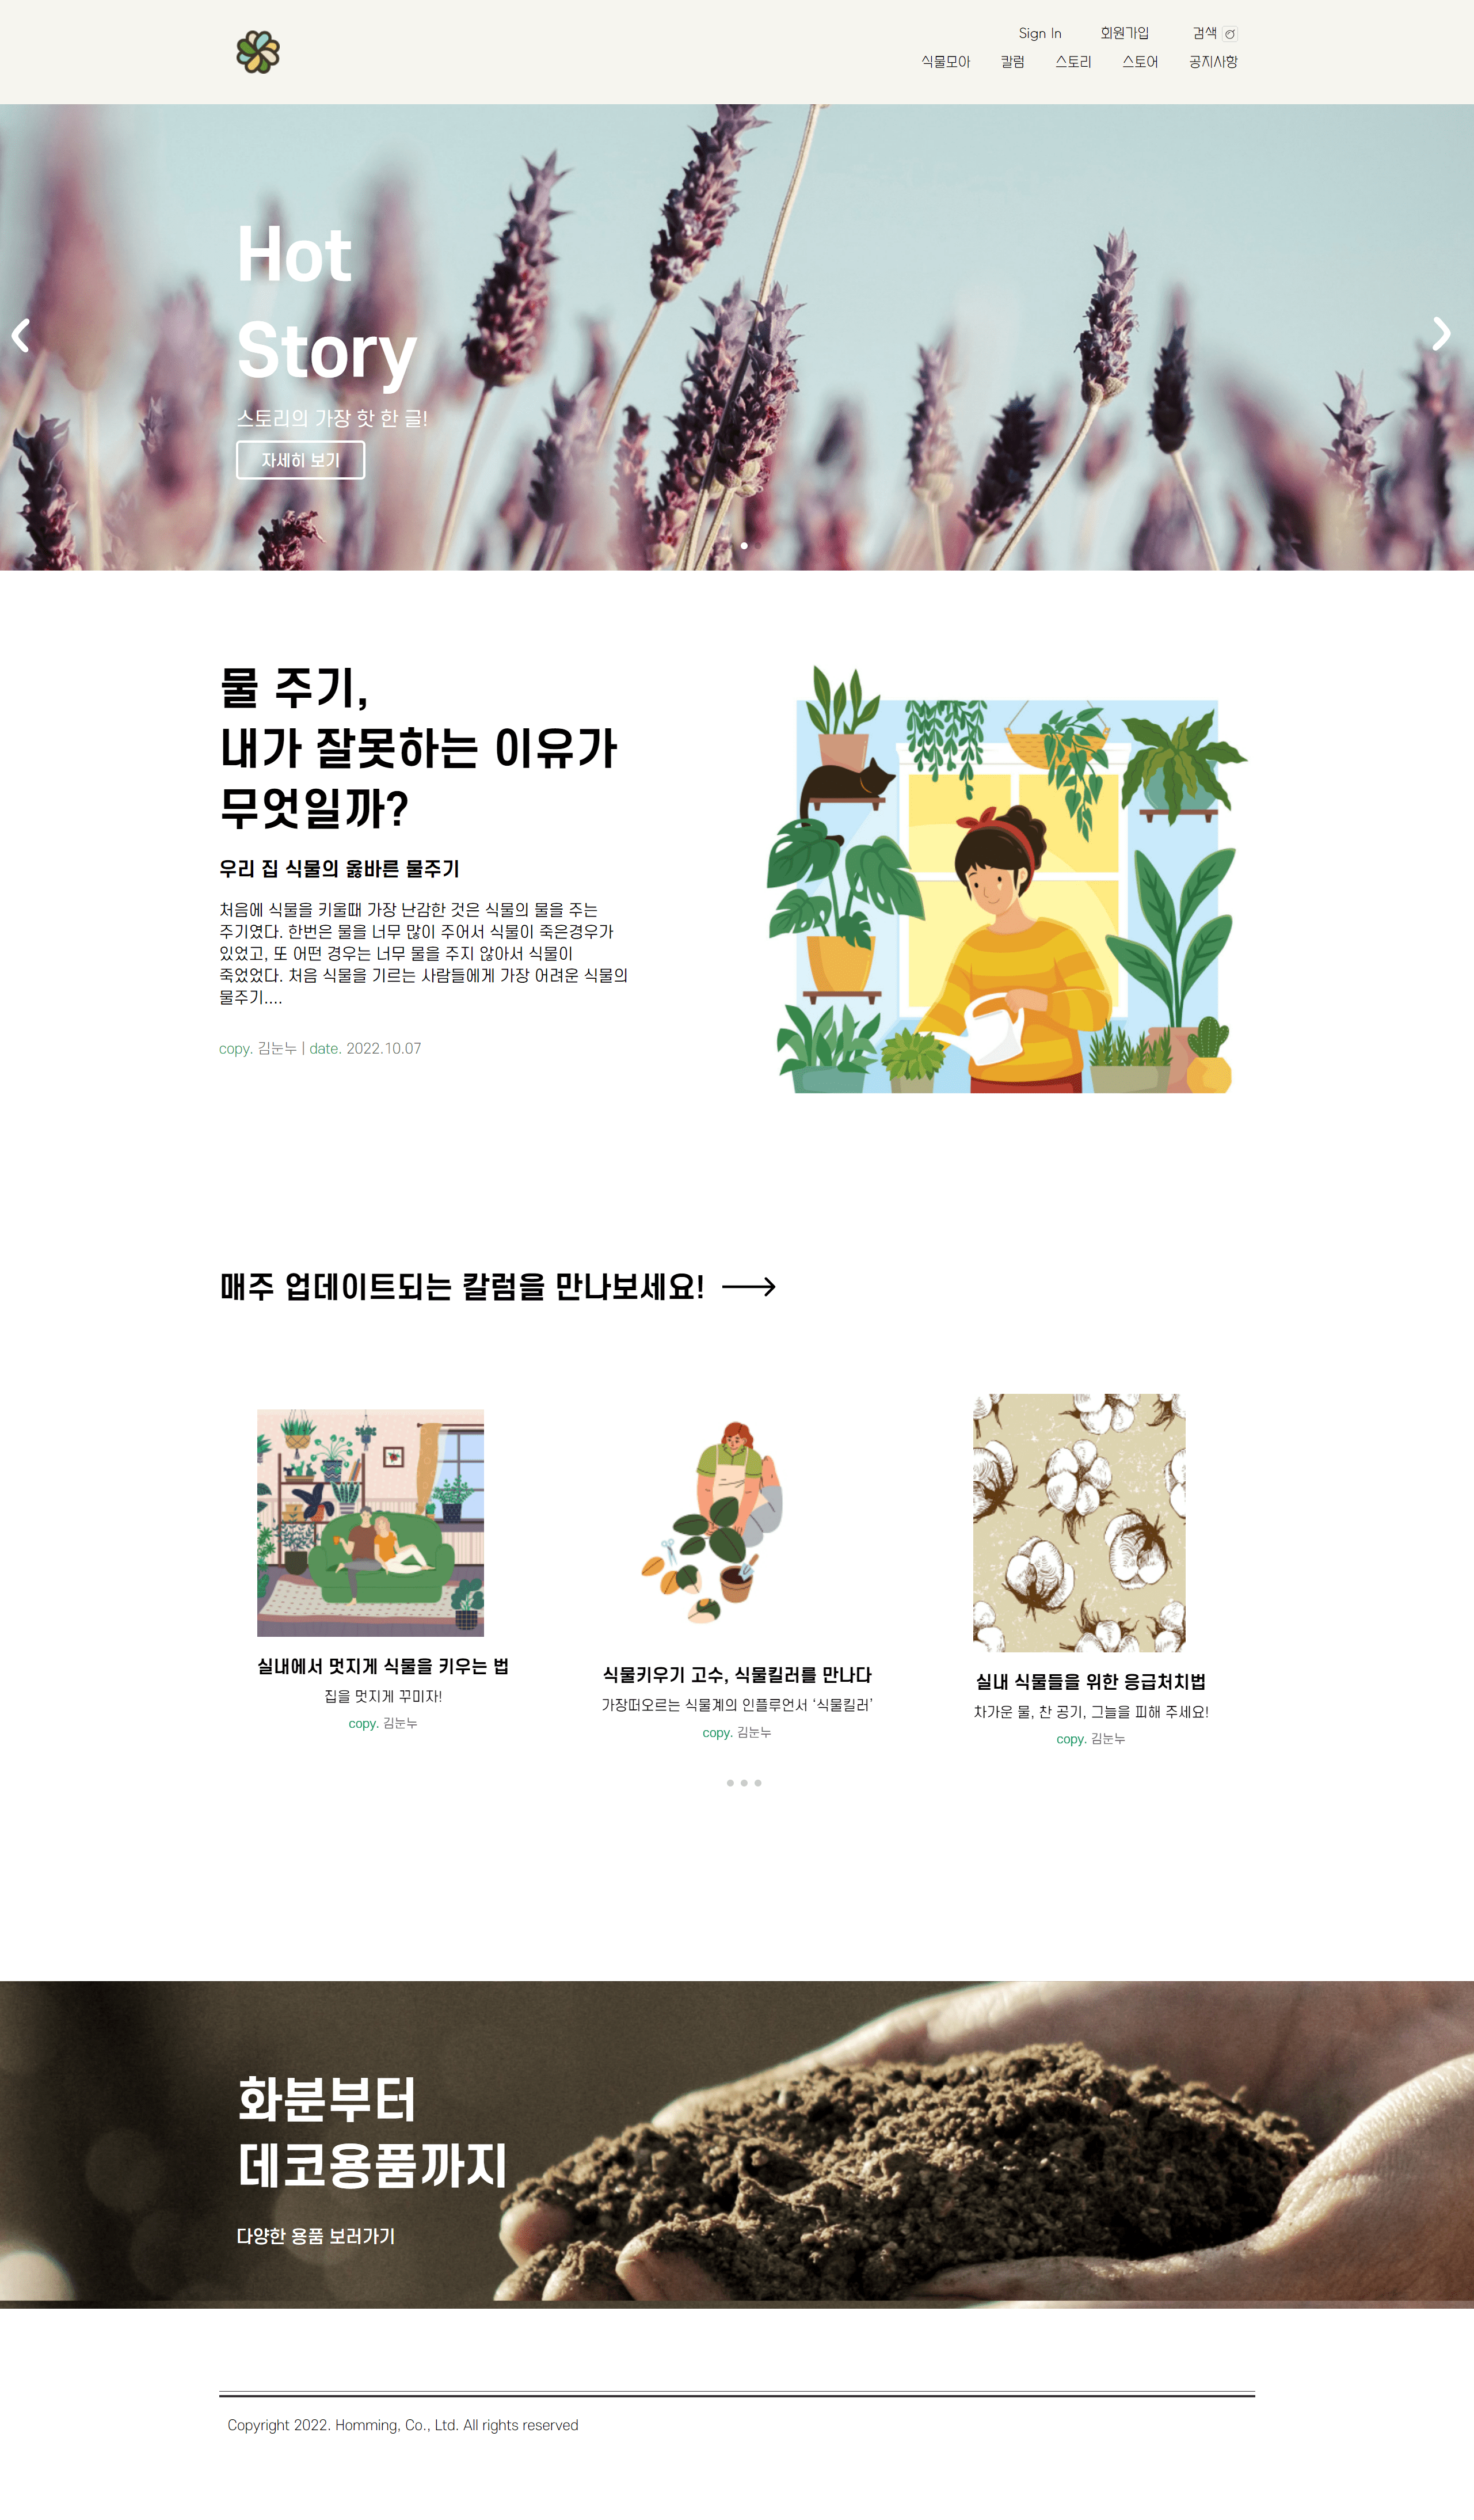 Sign In 회원가입 검색
식물모아 칼럼 스토리 스토어 공지사항
Hot
Story
스토리의 가장 핫 한 글!
자세히 보기
물 주기,
내가 잘못하는 이유가
무엇일까?
우리 집 식물의 옳바른 물주기
처음에 식물을 키울때 가장 난감한 것은 식물의 물을 주는
주기였다. 한번은 물을 너무 많이 주어서 식물이 죽은경우가
있었고, 또 어떤 경우는 너무 물을 주지 않아서 식물이
죽었었다. 처음 식물을 기르는 사람들에게 가장 어려운 식물의
물주기....
copy. 김눈누 | date. 2022.10.07
매주 업데이트되는 칼럼을 만나보세요!
실내에서 멋지게 식물을 키우는 법
집을 멋지게 꾸미자!
copy. 김눈누
식물키우기 고수, 식물킬러를 만나다
가장떠오르는 식물계의 인플루언서 ‘식물킬러’
copy. 김눈누
실내 식물들을 위한 응급처치법
차가운 물, 찬 공기, 그늘을 피해 주세요!
copy. 김눈누
화분부터
데코용품까지
다양한 용품 보러가기
Copyright 2022. Homming, Co., Ltd. All rights reserved